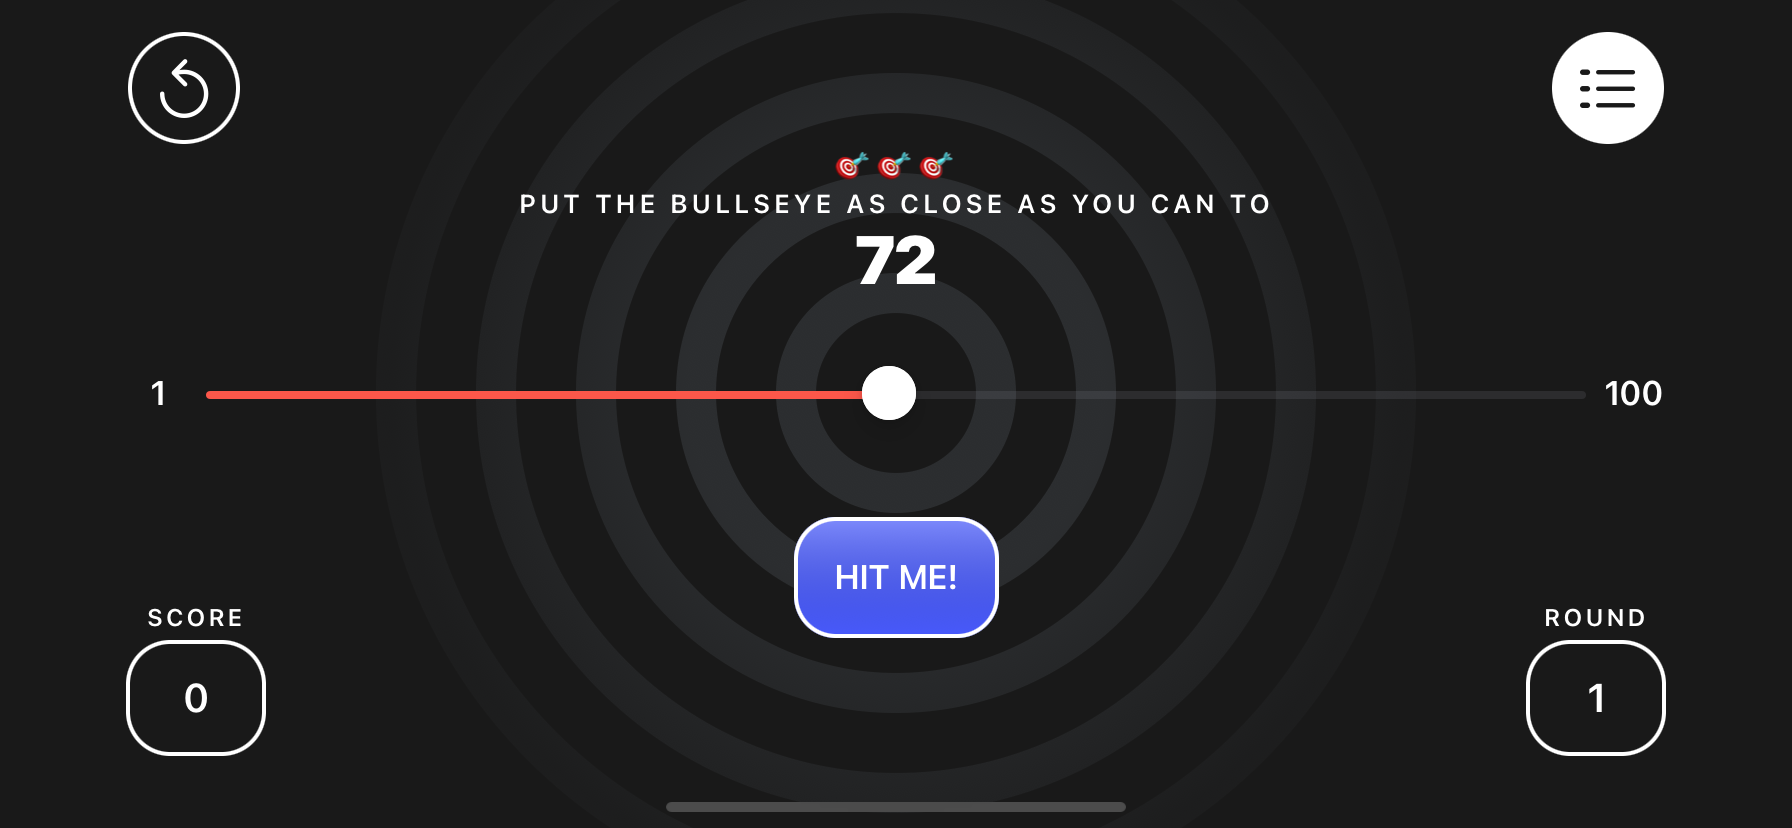 PUT THE BULLSEYE AS CLOSE AS YOU CAN TO
72
1
100
HIT ME!
SCORE
0
ROUND
1